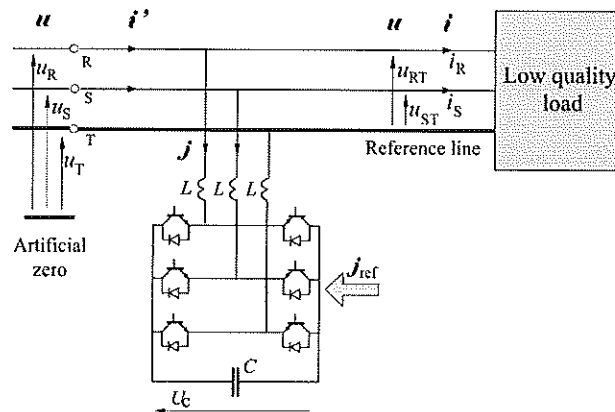 u i' u i
R
u_R u_RT i_R
Low quality
load
S
u_S i_S
u_ST
T
u_T j Reference line
L L L
Artificial
zero
j_ref
C
U_c